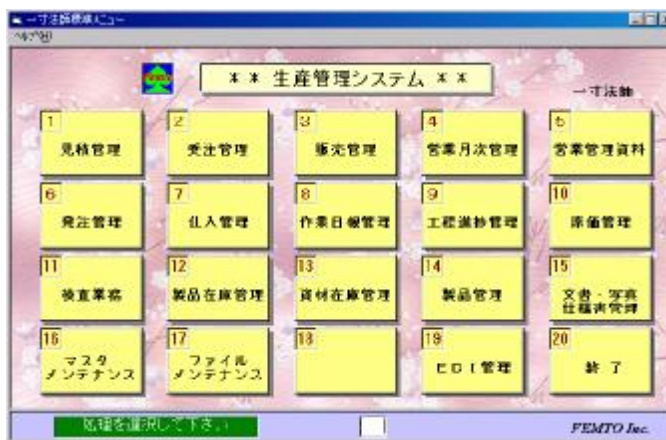 一寸法師標準メニュー
ヘルプ(H)
** 生産管理システム **
一寸法師
1
見積管理
2
受注管理
3
販売管理
4
営業月次管理
5
営業管理資料
6
発注管理
7
仕入管理
8
作業日報管理
9
工程進捗管理
10
原価管理
11
検査業務
12
製品在庫管理
13
資材在庫管理
14
製品管理
15
文書・写真
仕様書管理
16
マスタ
メンテナンス
17
ファイル
メンテナンス
18
19
EDI管理
20
終了
処理を選択して下さい
FEMTO Inc.